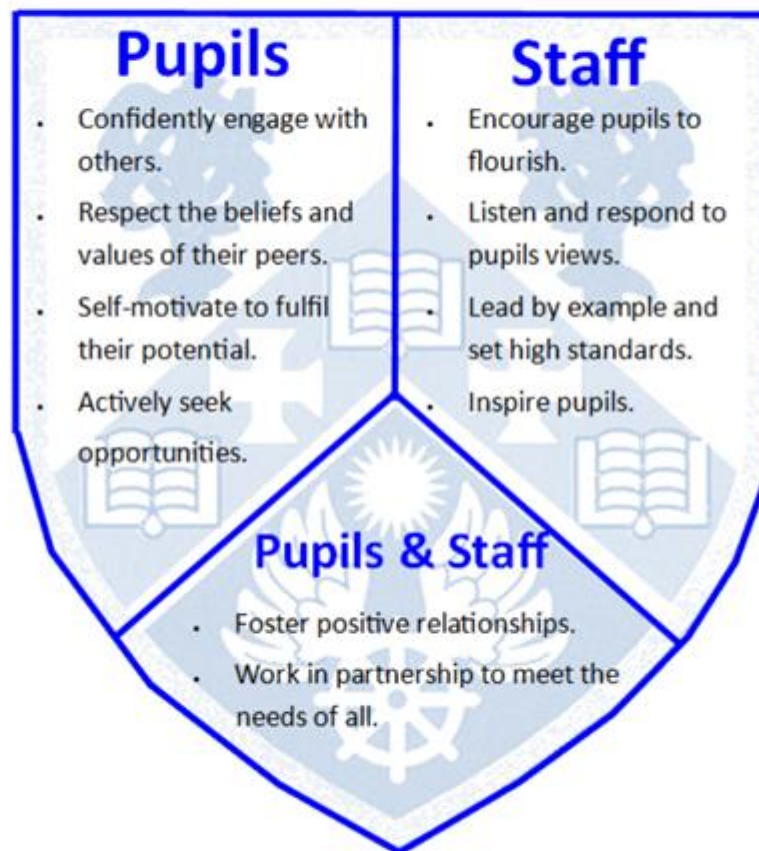 Pupils
• Confidently engage with
others.
• Respect the beliefs and
values of their peers.
• Self-motivate to fulfil
their potential.
• Actively seek
opportunities.
Staff
• Encourage pupils to
flourish.
• Listen and respond to
pupils views.
• Lead by example and
set high standards.
• Inspire pupils.
Pupils & Staff
• Foster positive relationships.
• Work in partnership to meet the
needs of all.